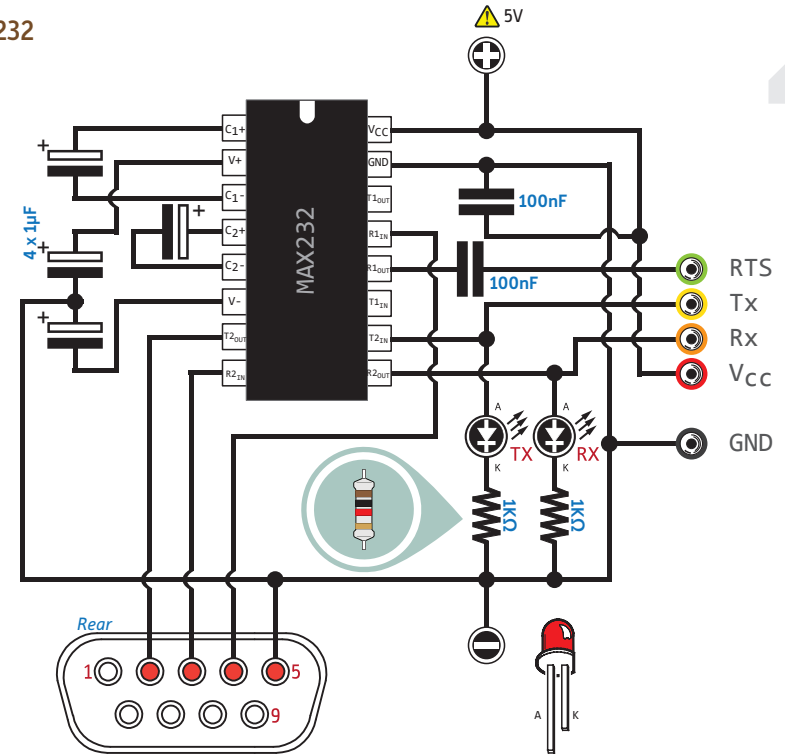 232
5V
C1+
V+
C1-
C2+
C2-
V-
T2OUT
R2IN
MAX232
VCC
GND
T1OUT
R1IN
R1OUT
T1IN
T2IN
R2OUT
+
+
+
+
4 x 1µF
100nF
100nF
RTS
Tx
Rx
VCC
GND
A
A
TX
RX
K
K
1KΩ
1KΩ
Rear
1
5
9
A
K